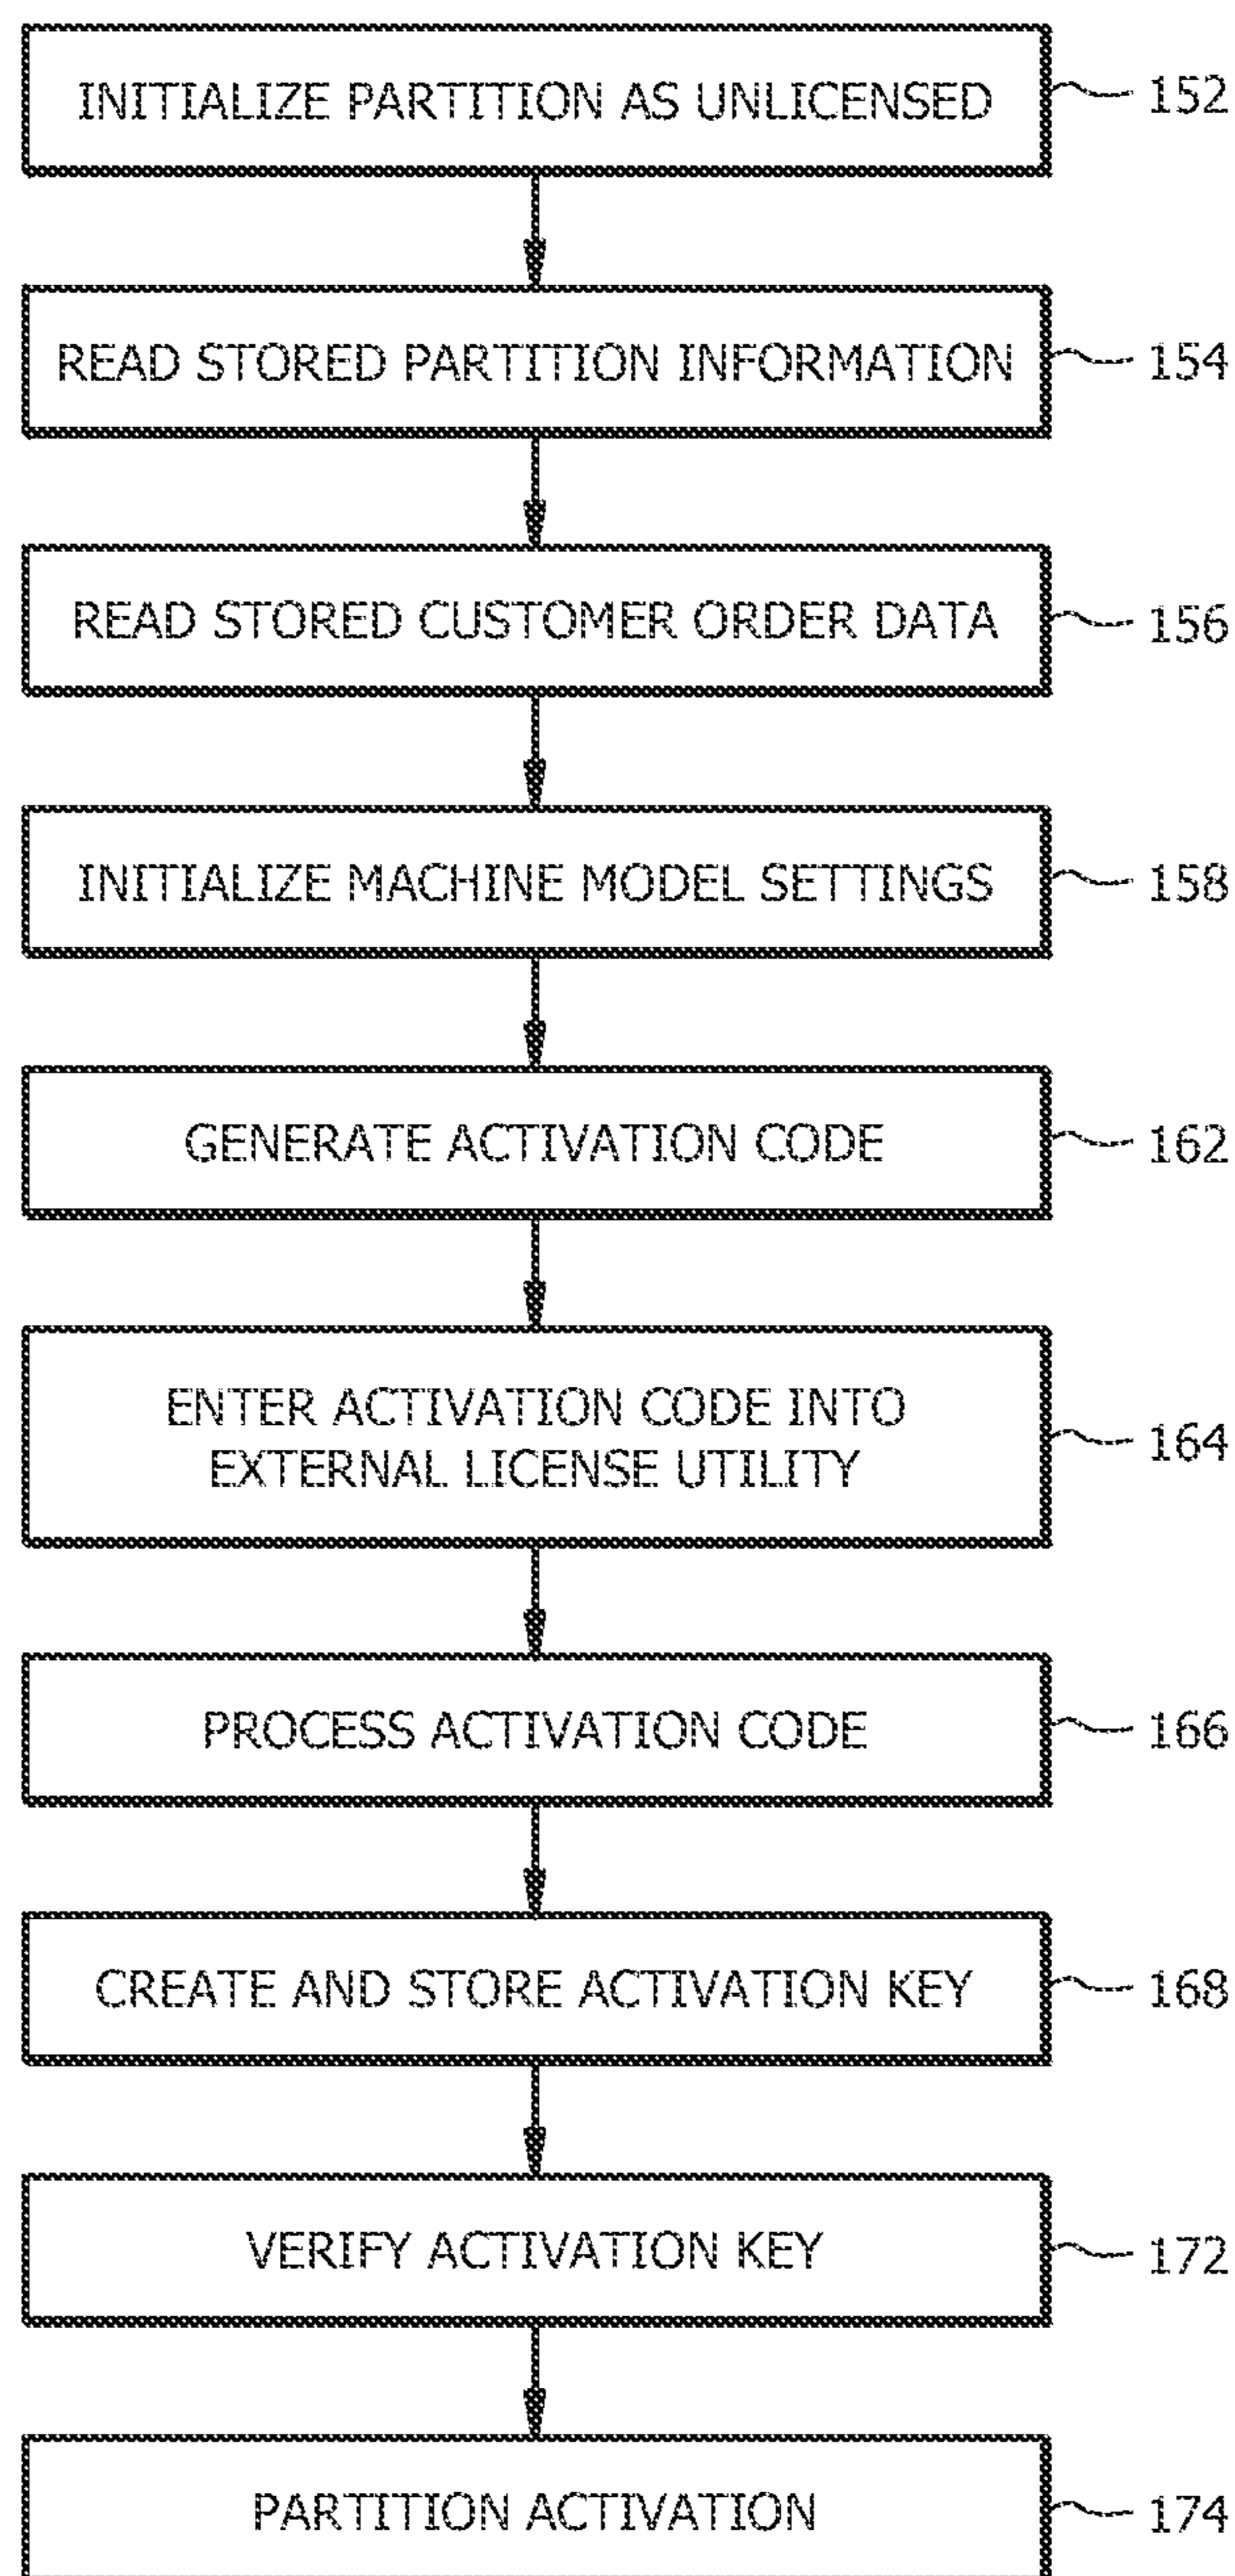 INITIALIZE PARTITION AS UNLICENSED 152
READ STORED PARTITION INFORMATION 154
READ STORED CUSTOMER ORDER DATA 156
INITIALIZE MACHINE MODEL SETTINGS 158
GENERATE ACTIVATION CODE 162
ENTER ACTIVATION CODE INTO
EXTERNAL LICENSE UTILITY 164
PROCESS ACTIVATION CODE 166
CREATE AND STORE ACTIVATION KEY 168
VERIFY ACTIVATION KEY 172
PARTITION ACTIVATION 174